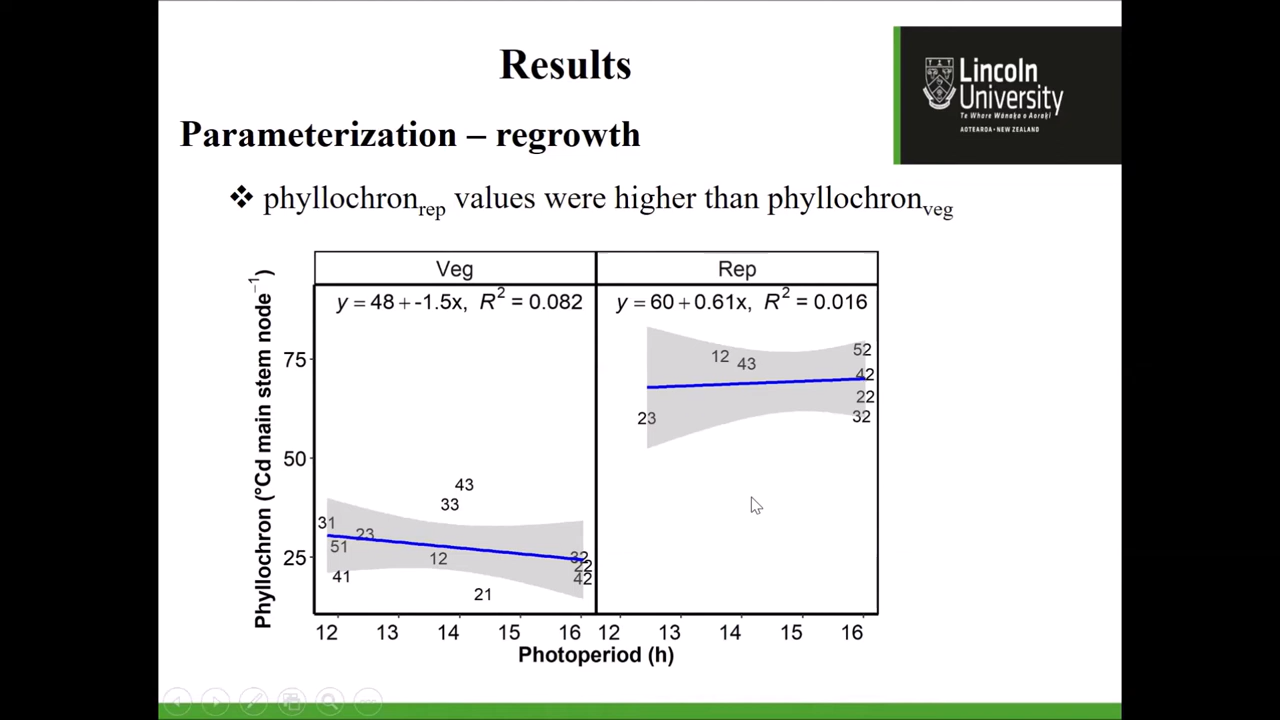 Results
Lincoln
University
Te Whare Wānaka o Aoraki
AOTEAROA • NEW ZEALAND
Parameterization – regrowth
❖ phyllochronrep values were higher than phyllochronveg
Veg
Rep
y = 48 + -1.5x, R² = 0.082
y = 60 + 0.61x, R² = 0.016
Phyllochron (°Cd main stem node⁻¹)
75
50
25
43
33
31
23
51
12
41
21
32
22
42
12
43
52
42
22
32
23
12
13
14
15
16
12
13
14
15
16
Photoperiod (h)